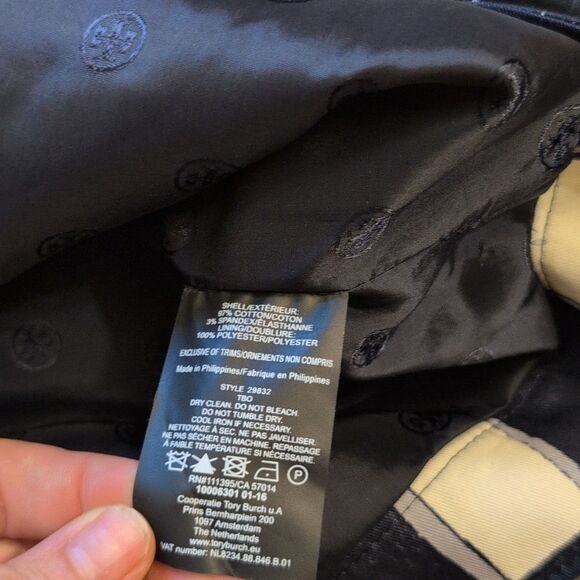 SHELL/EXTÉRIEUR:
97% COTTON/COTON
3% SPANDEX/ÉLASTHANNE
LINING/DOUBLURE:
100% POLYESTER/POLYESTER
EXCLUSIVE OF TRIMS/ORNEMENTS NON COMPRIS
Made in Philippines/Fabrique en Philippines
STYLE 29832
TBO
DRY CLEAN. DO NOT BLEACH.
DO NOT TUMBLE DRY.
COOL IRON IF NECESSARY
NETTOYAGE À SEC. NE PAS JAVELLISER.
NE PAS SÉCHER EN MACHINE. REPASSAGE
À FAIBLE TEMPÉRATURE SI NÉCESSAIRE.
P
RN#111395/CA 57014
10006301 01-16
Cooperatie Tory Burch u.A
Prins Bernharplein 200
1097 Amsterdam
The Netherlands
www.toryburch.com
VAT number: NL8234.88.846.B.01